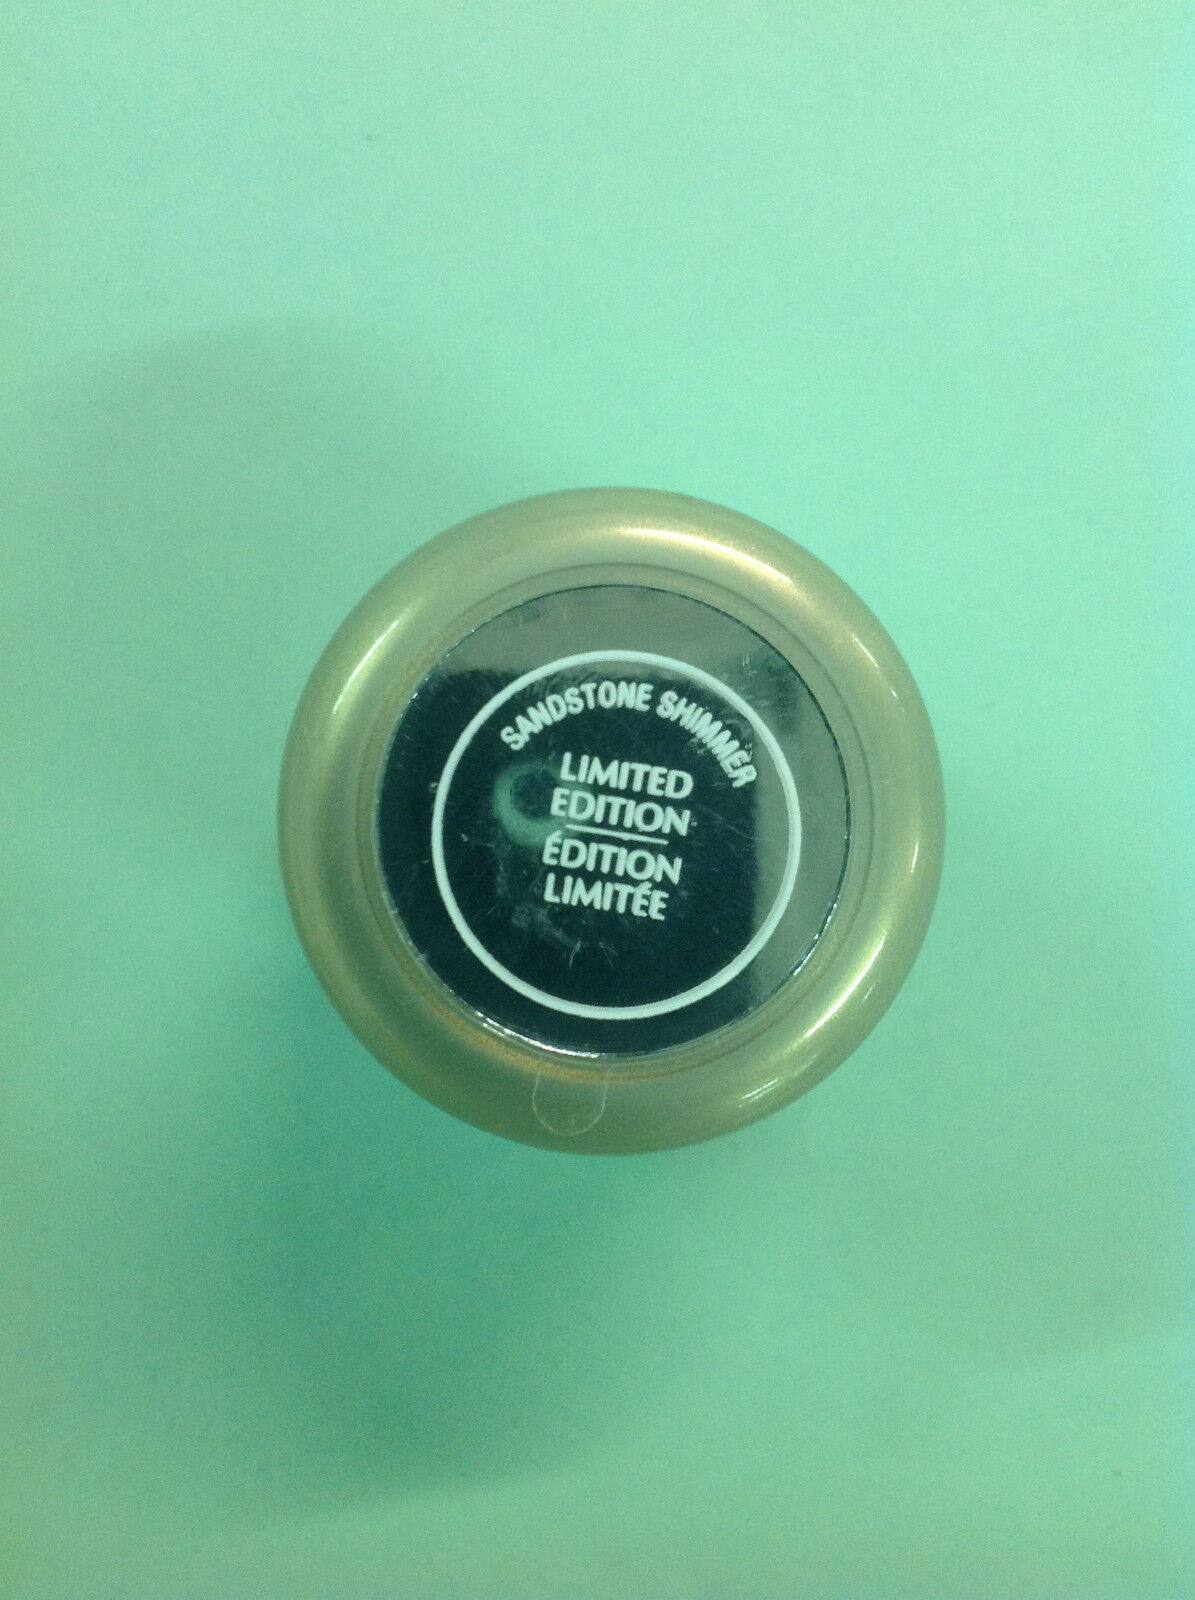 SANDSTONE SHIMMER
LIMITED
EDITION
ÉDITION
LIMITÉE